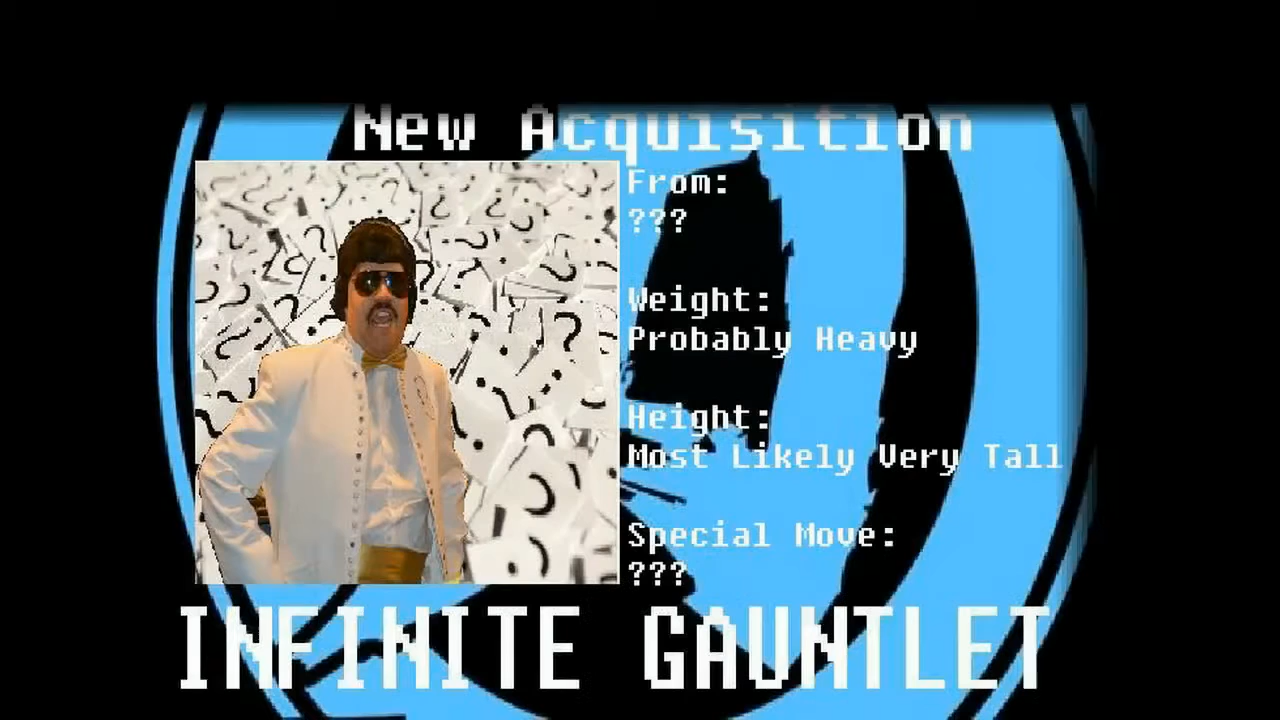 New Acquisition
From:
???
Weight:
Probably Heavy
Height:
Most Likely Very Tall
Special Move:
???
INFINITE GAUNTLET